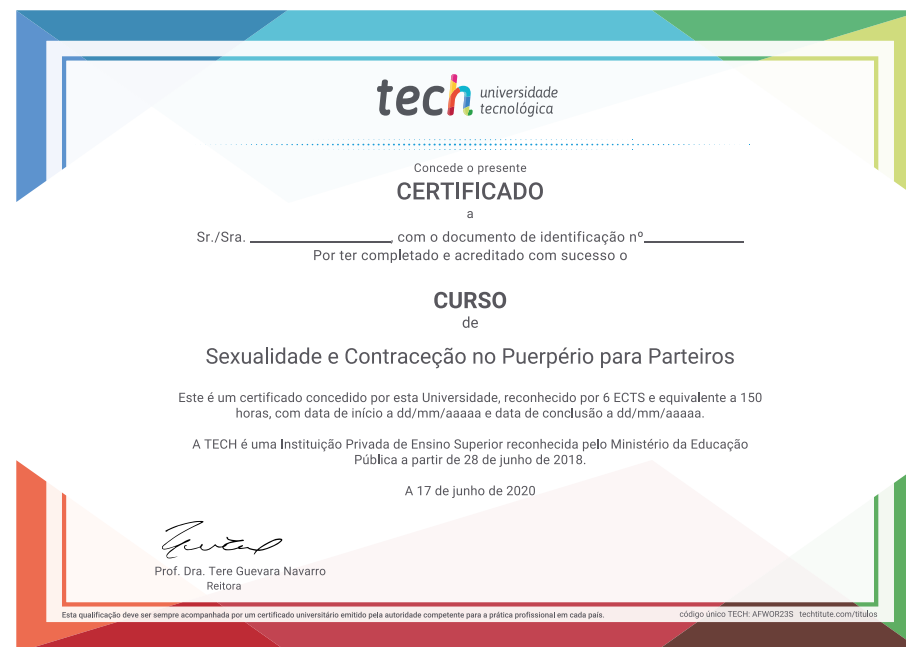 tech universidade
tecnológica
Concede o presente
CERTIFICADO
a
Sr./Sra. ____________, com o documento de identificação nº____________
Por ter completado e acreditado com sucesso o
CURSO
de
Sexualidade e Contraceção no Puerpério para Parteiros
Este é um certificado concedido por esta Universidade, reconhecido por 6 ECTS e equivalente a 150
horas, com data de início a dd/mm/aaaaa e data de conclusão a dd/mm/aaaaa.
A TECH é uma Instituição Privada de Ensino Superior reconhecida pelo Ministério da Educação
Pública a partir de 28 de junho de 2018.
A 17 de junho de 2020
Prof. Dra. Tere Guevara Navarro
Reitora
Esta qualificação deve ser sempre acompanhada por um certificado universitário emitido pela autoridade competente para a prática profissional em cada país.
código único TECH: AFWOR23S techtitute.com/titulos